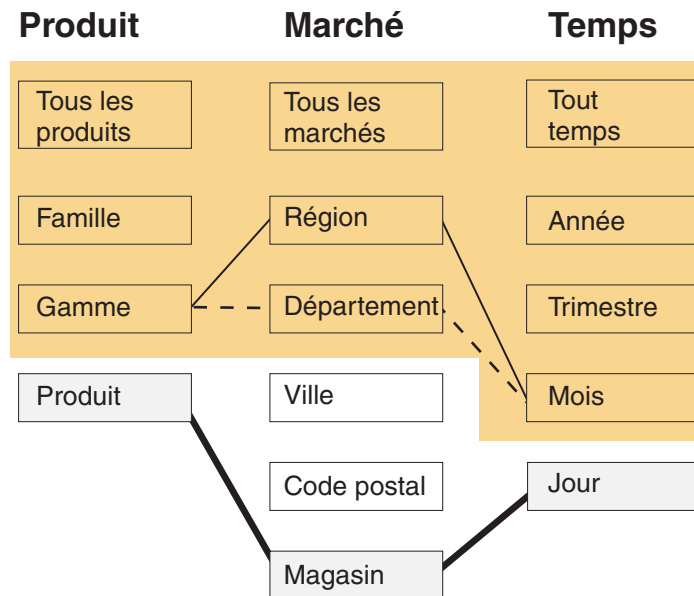 Produit
Marché
Temps
Tous les
produits
Tous les
marchés
Tout
temps
Famille
Région
Année
Gamme
Département
Trimestre
Produit
Ville
Mois
Code postal
Jour
Magasin